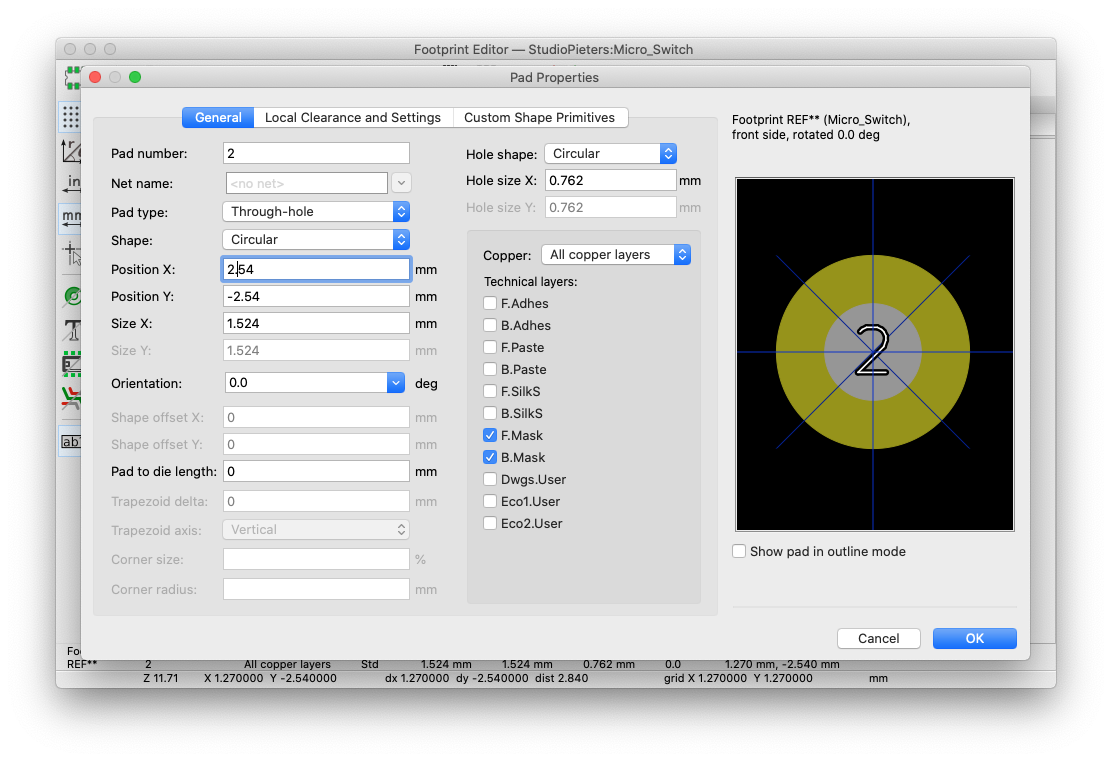 Footprint Editor — StudioPieters:Micro_Switch
Pad Properties
General Local Clearance and Settings Custom Shape Primitives
Pad number: 2
Net name: <no net>
Pad type: Through-hole
Shape: Circular
Position X: 2.54 mm
Position Y: -2.54 mm
Size X: 1.524 mm
Size Y: 1.524 mm
Orientation: 0.0 deg
Shape offset X: 0 mm
Shape offset Y: 0 mm
Pad to die length: 0 mm
Trapezoid delta: 0 mm
Trapezoid axis: Vertical
Corner size: %
Corner radius: mm
Hole shape: Circular
Hole size X: 0.762 mm
Hole size Y: 0.762 mm
Copper: All copper layers
Technical layers:
F.Adhes
B.Adhes
F.Paste
B.Paste
F.SilkS
B.SilkS
F.Mask
B.Mask
Dwgs.User
Eco1.User
Eco2.User
Footprint REF** (Micro_Switch),
front side, rotated 0.0 deg
2
Show pad in outline mode
Cancel OK
in
mm
REF** 2 All copper layers Std 1.524 mm 1.524 mm 0.762 mm 0.0 1.270 mm, -2.540 mm
Z 11.71 X 1.270000 Y -2.540000 dx 1.270000 dy -2.540000 dist 2.840 grid X 1.270000 Y 1.270000 mm